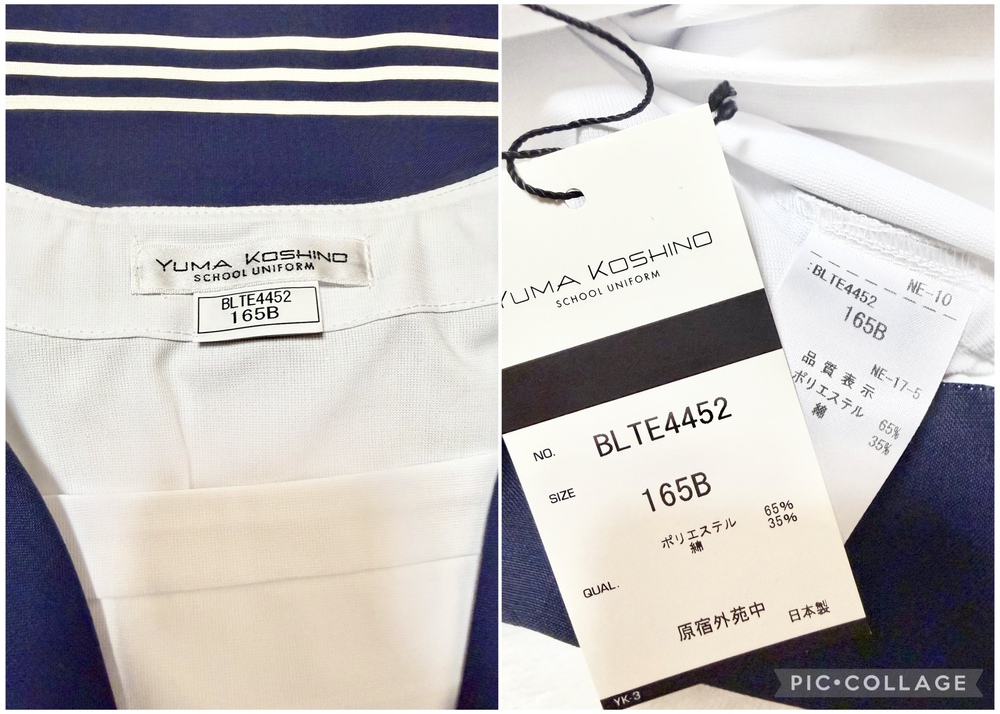 YUMA KOSHINO
SCHOOL UNIFORM
BLTE4452
165B
YUMA KOSHINO
SCHOOL UNIFORM
NO. BLTE4452
SIZE 165B
ポリエステル 65%
綿 35%
QUAL.
原宿外苑中 日本製
YK-3
:BLTE4452 NE-10
165B
NE-17-5
品質表示
ポリエステル 65%
綿 35%
PIC•COLLAGE